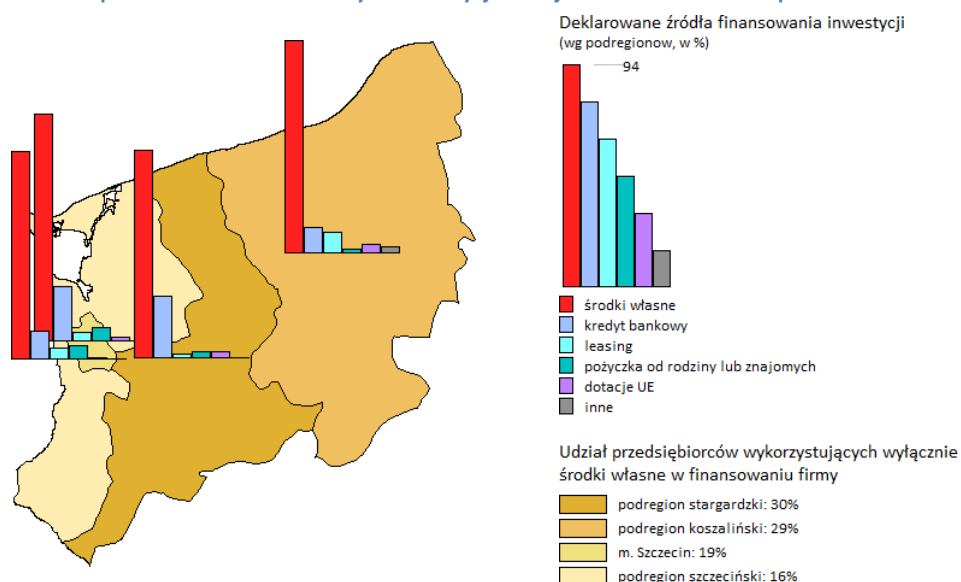 Deklarowane źródła finansowania inwestycji
(wg podregionow, w %)
94
środki własne
kredyt bankowy
leasing
pożyczka od rodziny lub znajomych
dotacje UE
inne
Udział przedsiębiorców wykorzystujących wyłącznie
środki własne w finansowaniu firmy
podregion stargardzki: 30%
podregion koszaliński: 29%
m. Szczecin: 19%
podregion szczeciński: 16%